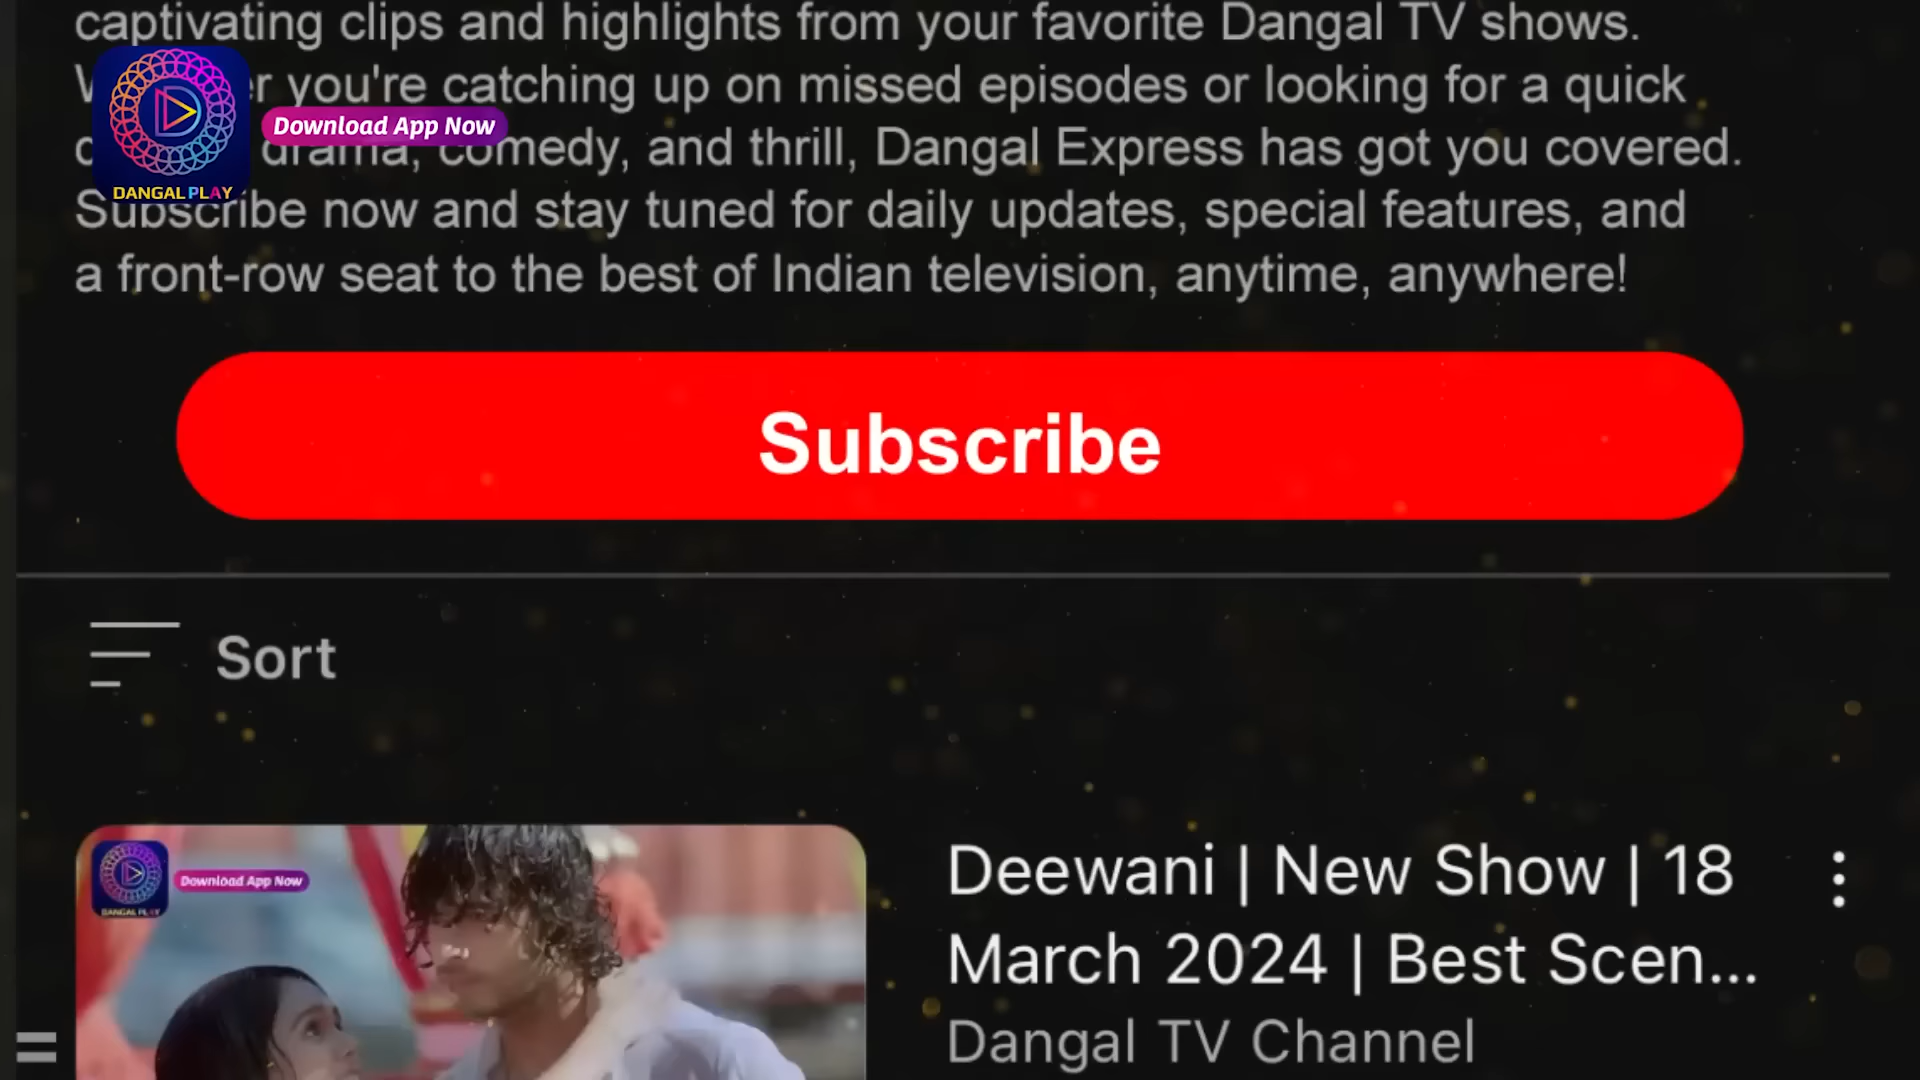 captivating clips and highlights from your favorite Dangal TV shows.
r you're catching up on missed episodes or looking for a quick
Download App Now
drama, comedy, and thrill, Dangal Express has got you covered.
DANGAL PLAY
Subscribe now and stay tuned for daily updates, special features, and
a front-row seat to the best of Indian television, anytime, anywhere!
Subscribe
Sort
Download App Now
DANGAL PLAY
Deewani | New Show | 18
March 2024 | Best Scen...
Dangal TV Channel